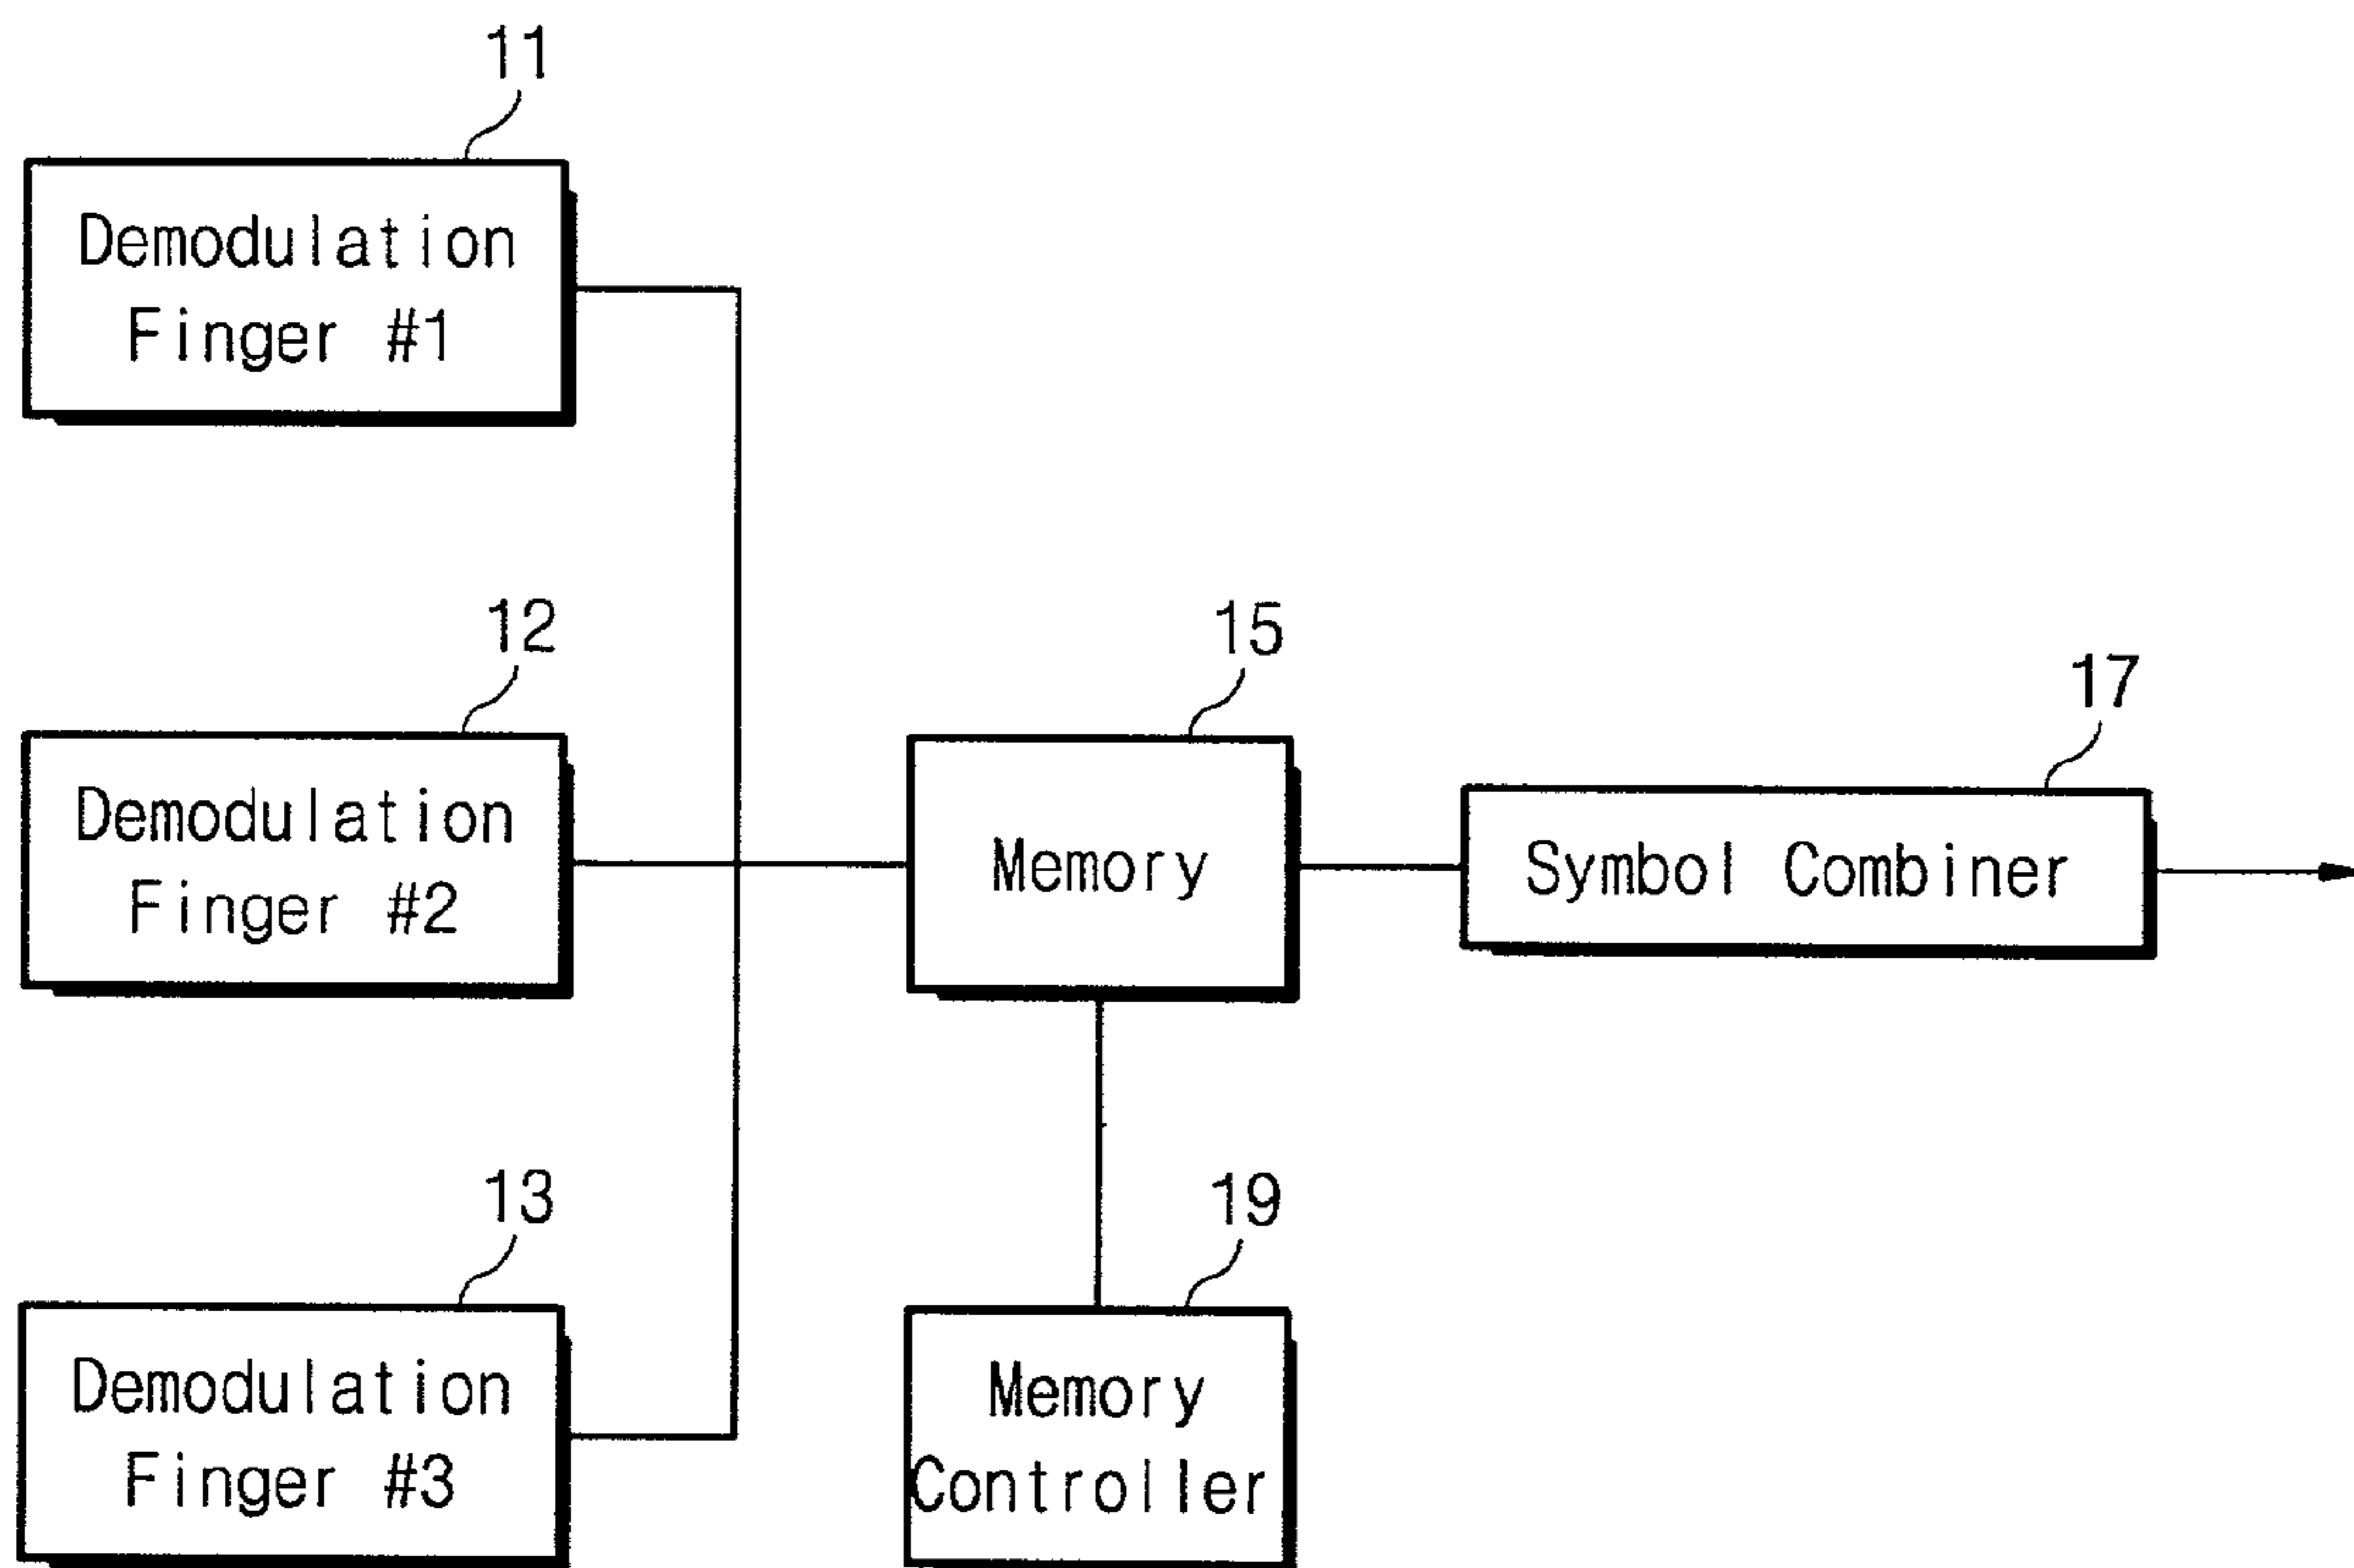 11
Demodulation
Finger #1
12
Demodulation
Finger #2
13
Demodulation
Finger #3
15
Memory
17
Symbol Combiner
19
Memory
Controller